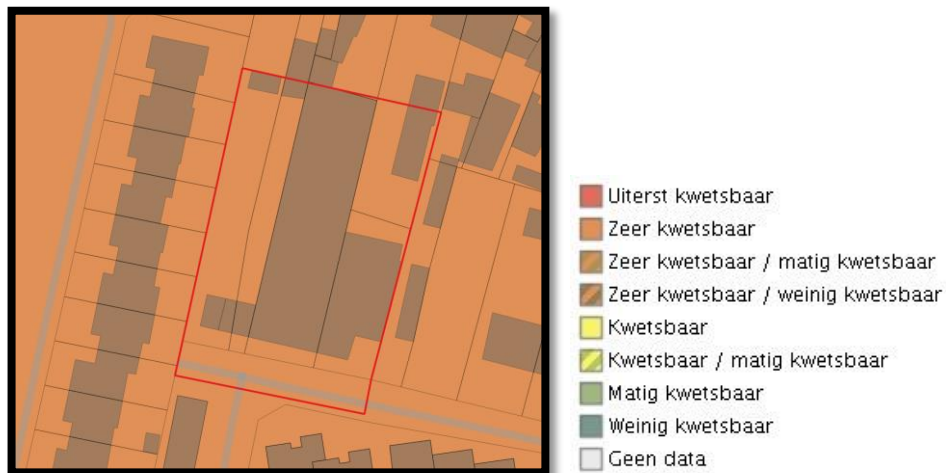 Uiterst kwetsbaar
Zeer kwetsbaar
Zeer kwetsbaar / matig kwetsbaar
Zeer kwetsbaar / weinig kwetsbaar
Kwetsbaar
Kwetsbaar / matig kwetsbaar
Matig kwetsbaar
Weinig kwetsbaar
Geen data